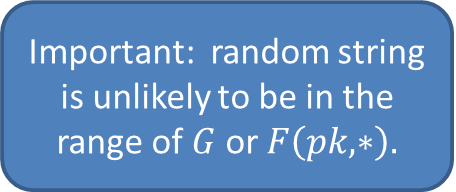 Important:  random string
is unlikely to be in the
range of G or F(pk,∗).